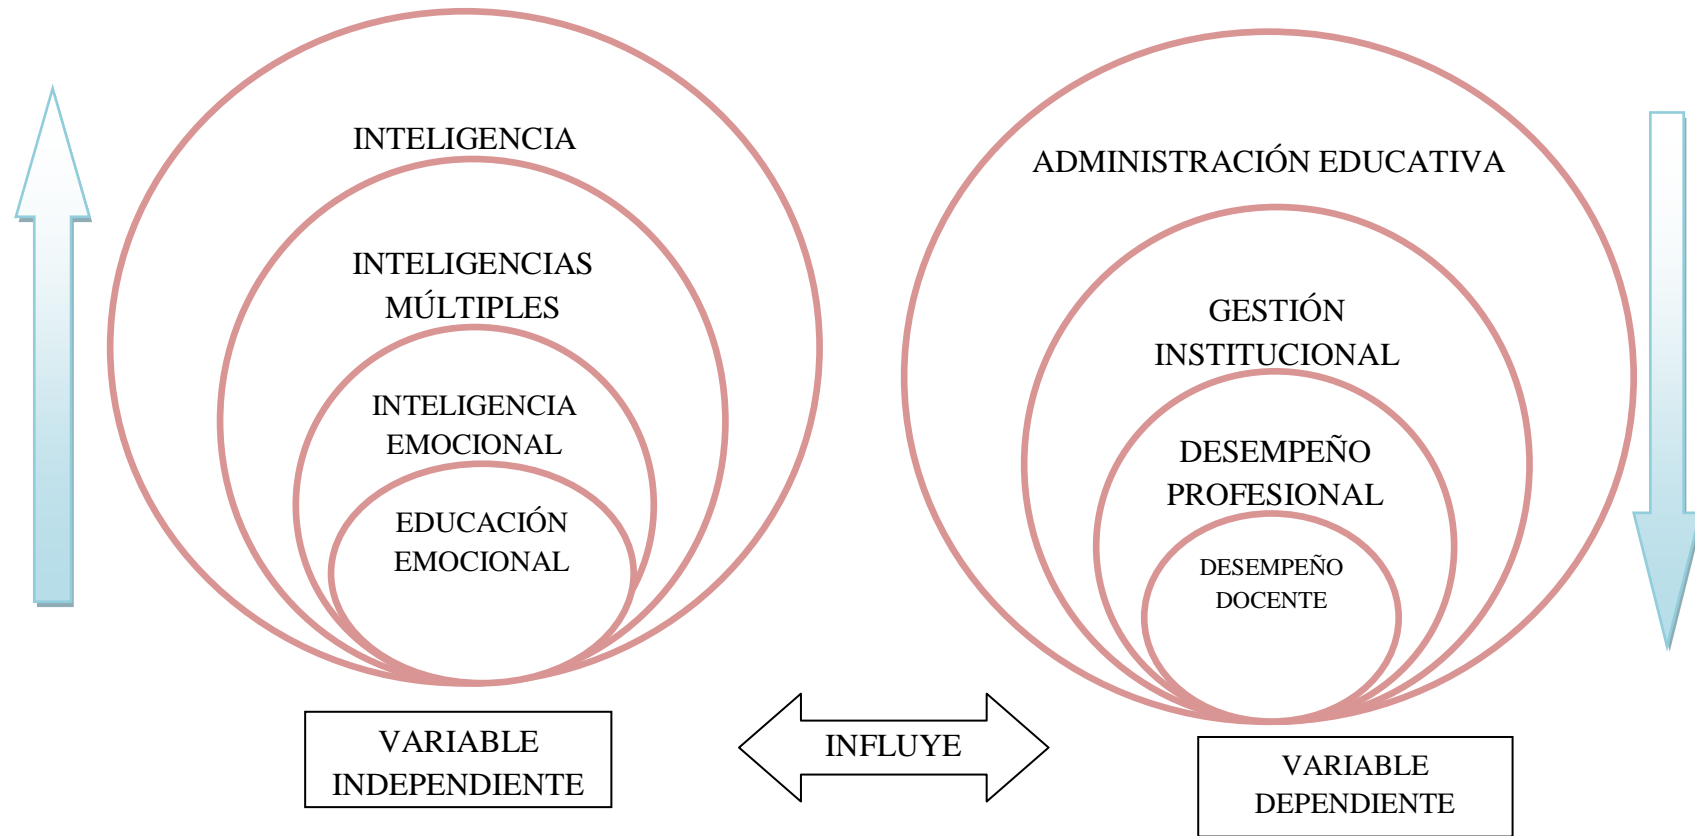 INTELIGENCIA
INTELIGENCIAS
MÚLTIPLES
INTELIGENCIA
EMOCIONAL
EDUCACIÓN
EMOCIONAL
VARIABLE
INDEPENDIENTE
INFLUYE
ADMINISTRACIÓN EDUCATIVA
GESTIÓN
INSTITUCIONAL
DESEMPEÑO
PROFESIONAL
DESEMPEÑO
DOCENTE
VARIABLE
DEPENDIENTE